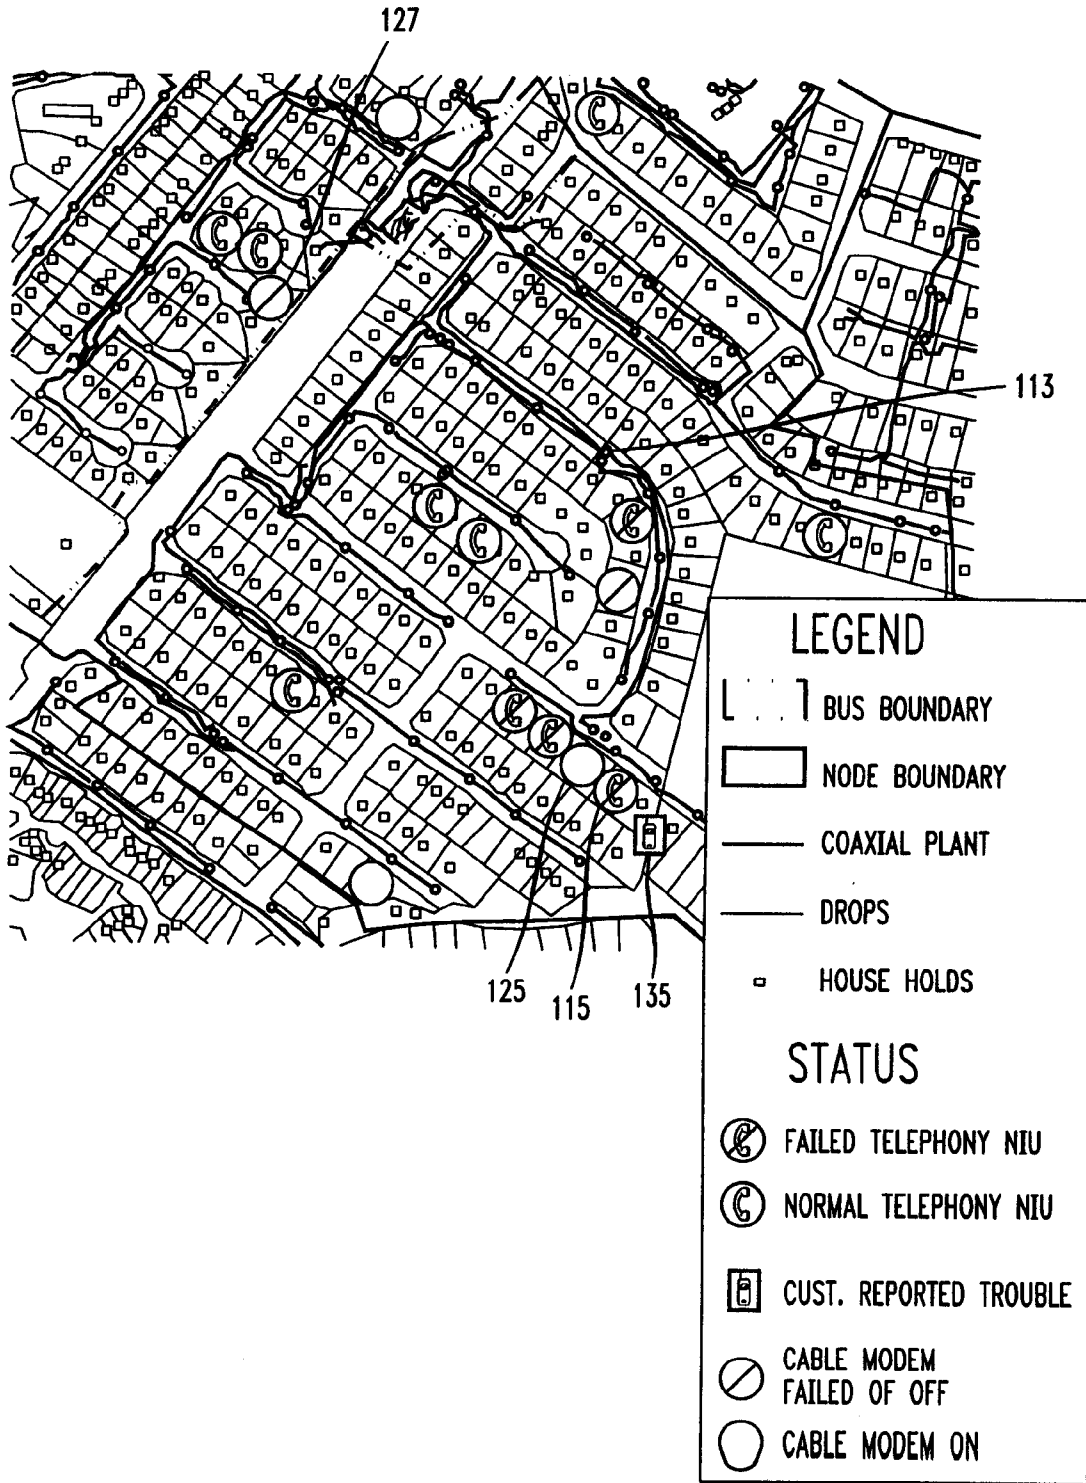 127
113
125
115
135
LEGEND
BUS BOUNDARY
NODE BOUNDARY
COAXIAL PLANT
DROPS
HOUSE HOLDS
STATUS
FAILED TELEPHONY NIU
NORMAL TELEPHONY NIU
CUST. REPORTED TROUBLE
CABLE MODEM
FAILED OF OFF
CABLE MODEM ON